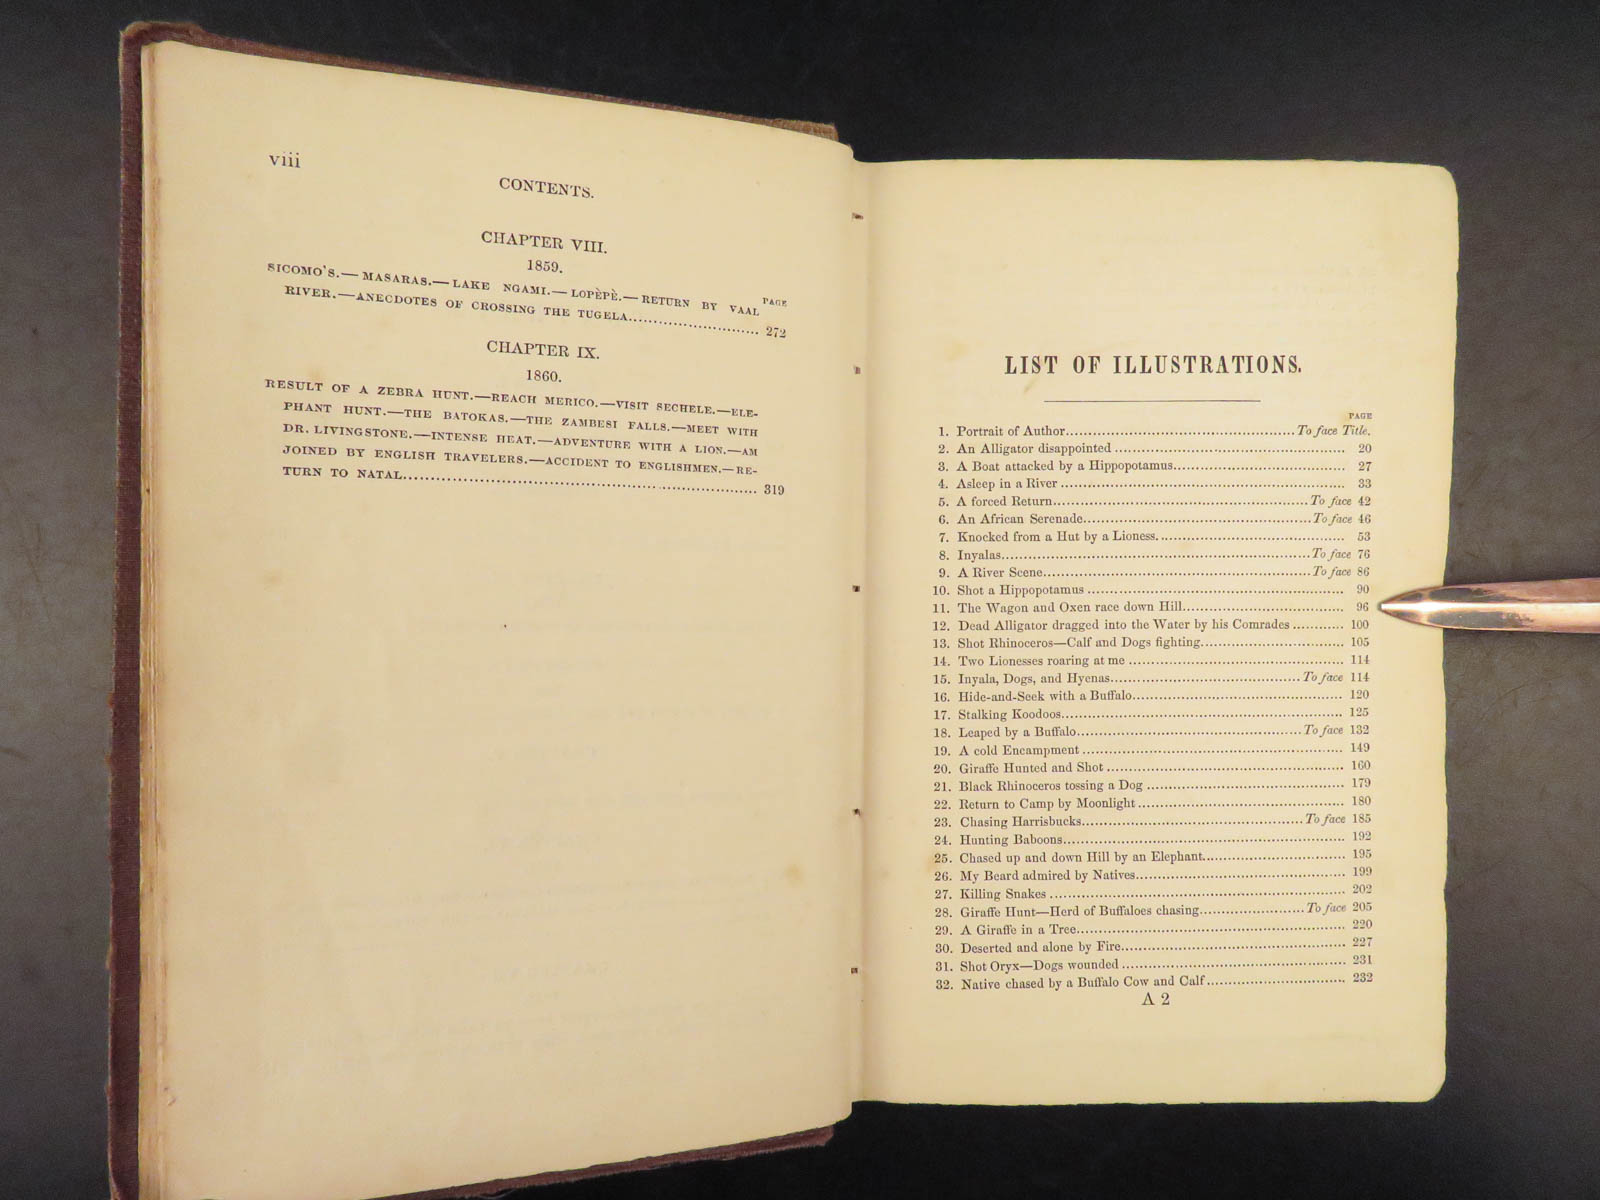 viii
CONTENTS.
CHAPTER VIII.
1859.
PAGE
SICOMO'S.—MASARAS.—LAKE NGAMI.—LOPÈPÈ.—RETURN BY VAAL
RIVER.—ANECDOTES OF CROSSING THE TUGELA.......................... 272
CHAPTER IX.
1860.
RESULT OF A ZEBRA HUNT.—REACH MERICO.—VISIT SECHELE.—ELE-
PHANT HUNT.—THE BATOKAS.—THE ZAMBESI FALLS.—MEET WITH
DR. LIVINGSTONE.—INTENSE HEAT.—ADVENTURE WITH A LION.—AM
JOINED BY ENGLISH TRAVELERS.—ACCIDENT TO ENGLISHMEN.—RE-
TURN TO NATAL.......................................................... 319
LIST OF ILLUSTRATIONS.
PAGE
1. Portrait of Author.......................... To face Title.
2. An Alligator disappointed .......................... 20
3. A Boat attacked by a Hippopotamus.......................... 27
4. Asleep in a River .......................... 33
5. A forced Return.......................... To face 42
6. An African Serenade.......................... To face 46
7. Knocked from a Hut by a Lioness.......................... 53
8. Inyalas.......................... To face 76
9. A River Scene.......................... To face 86
10. Shot a Hippopotamus .......................... 90
11. The Wagon and Oxen race down Hill.......................... 96
12. Dead Alligator dragged into the Water by his Comrades ............ 100
13. Shot Rhinoceros—Calf and Dogs fighting.......................... 105
14. Two Lionesses roaring at me .......................... 114
15. Inyala, Dogs, and Hyenas.......................... To face 114
16. Hide-and-Seek with a Buffalo.......................... 120
17. Stalking Koodoos.......................... 125
18. Leaped by a Buffalo.......................... To face 132
19. A cold Encampment .......................... 149
20. Giraffe Hunted and Shot .......................... 160
21. Black Rhinoceros tossing a Dog .......................... 179
22. Return to Camp by Moonlight .......................... 180
23. Chasing Harrisbucks.......................... To face 185
24. Hunting Baboons.......................... 192
25. Chased up and down Hill by an Elephant.......................... 195
26. My Beard admired by Natives.......................... 199
27. Killing Snakes .......................... 202
28. Giraffe Hunt—Herd of Buffaloes chasing.......................... To face 205
29. A Giraffe in a Tree.......................... 220
30. Deserted and alone by Fire.......................... 227
31. Shot Oryx—Dogs wounded .......................... 231
32. Native chased by a Buffalo Cow and Calf.......................... 232
A 2